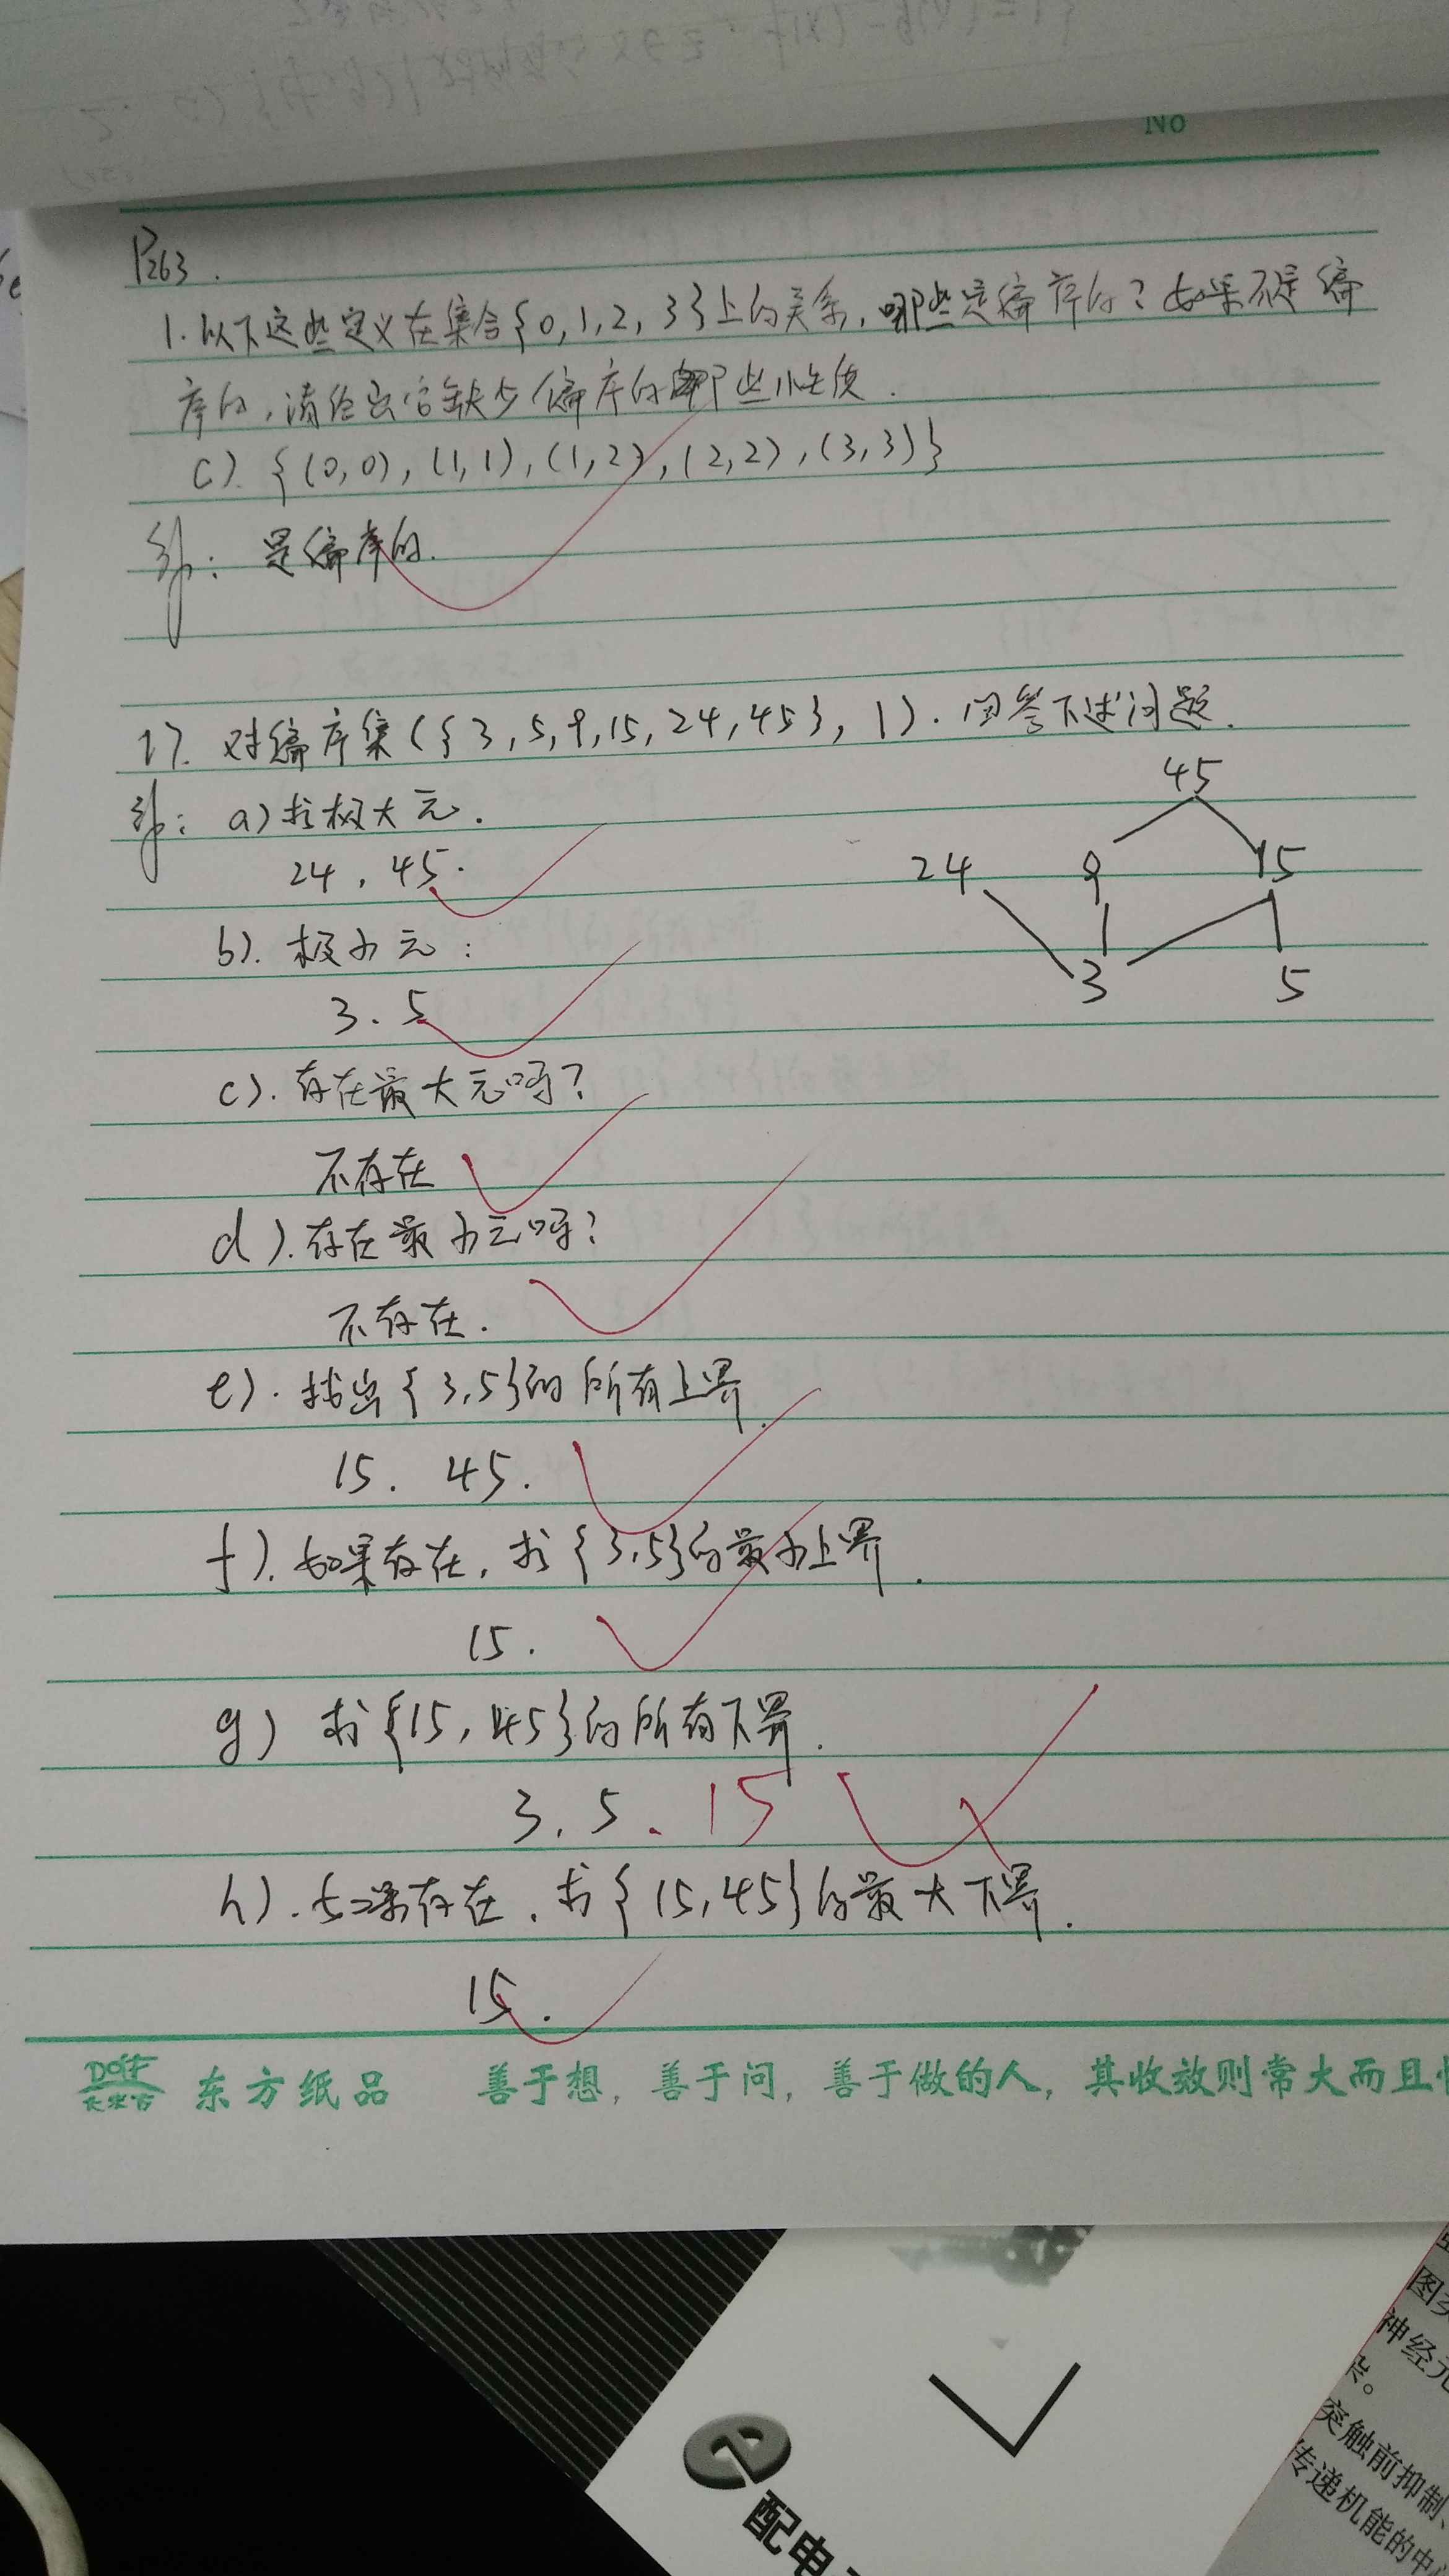 No
P263.
1. 以下这些定义在集合{0,1,2,3}上的关系,哪些是偏序的?如果不是偏
序的,请给出它缺少偏序的哪些性质.
c). {(0,0),(1,1),(1,2),(2,2),(3,3)}
解: 是偏序的.
17. 对偏序集({3,5,9,15,24,45},|). 回答下述问题.
解: a)求极大元.
24, 45.
b). 极小元:
3. 5
c). 存在最大元吗?
不存在
d). 存在最小元吗?
不存在.
e). 找出{3,5}的所有上界.
15. 45.
f). 如果存在,求{3,5}的最小上界.
15.
g) 求{15,45}的所有下界.
3. 5. 15
h). 如果存在,求{15,45}的最大下界.
15.
45
24 9 15
3 5
东方纸品 善于想,善于问,善于做的人,其收效则常大而且
配电
神经元
突触前抑制、
传递机能的中